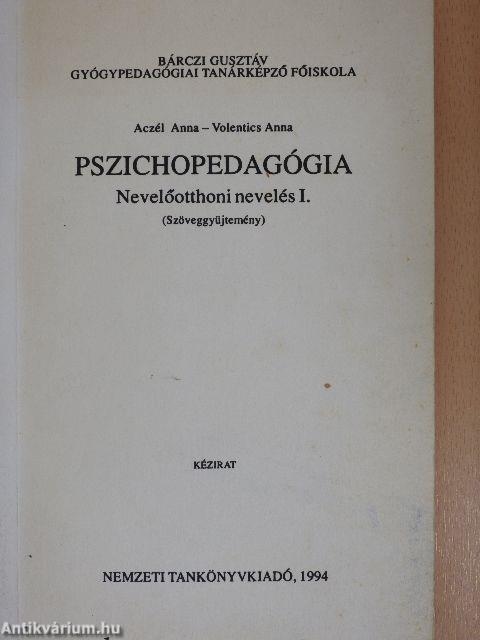 BÁRCZI GUSZTÁV
GYÓGYPEDAGÓGIAI TANÁRKÉPZŐ FŐISKOLA
Aczél Anna – Volentics Anna
PSZICHOPEDAGÓGIA
Nevelőotthoni nevelés I.
(Szöveggyűjtemény)
KÉZIRAT
NEMZETI TANKÖNYVKIADÓ, 1994
Antikvárium.hu